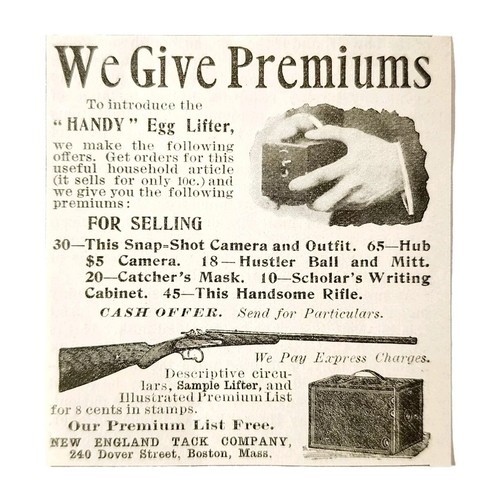 We Give Premiums
To introduce the
"HANDY" Egg Lifter,
we make the following
offers. Get orders for this
useful household article
(it sells for only 10c.) and
we give you the following
premiums:
FOR SELLING
30—This Snap=Shot Camera and Outfit. 65—Hub
$5 Camera. 18—Hustler Ball and Mitt.
20—Catcher's Mask. 10—Scholar's Writing
Cabinet. 45—This Handsome Rifle.
CASH OFFER. Send for Particulars.
We Pay Express Charges.
Descriptive circu-
lars, Sample Lifter, and
Illustrated Premium List
for 8 cents in stamps.
Our Premium List Free.
NEW ENGLAND TACK COMPANY,
240 Dover Street, Boston, Mass.